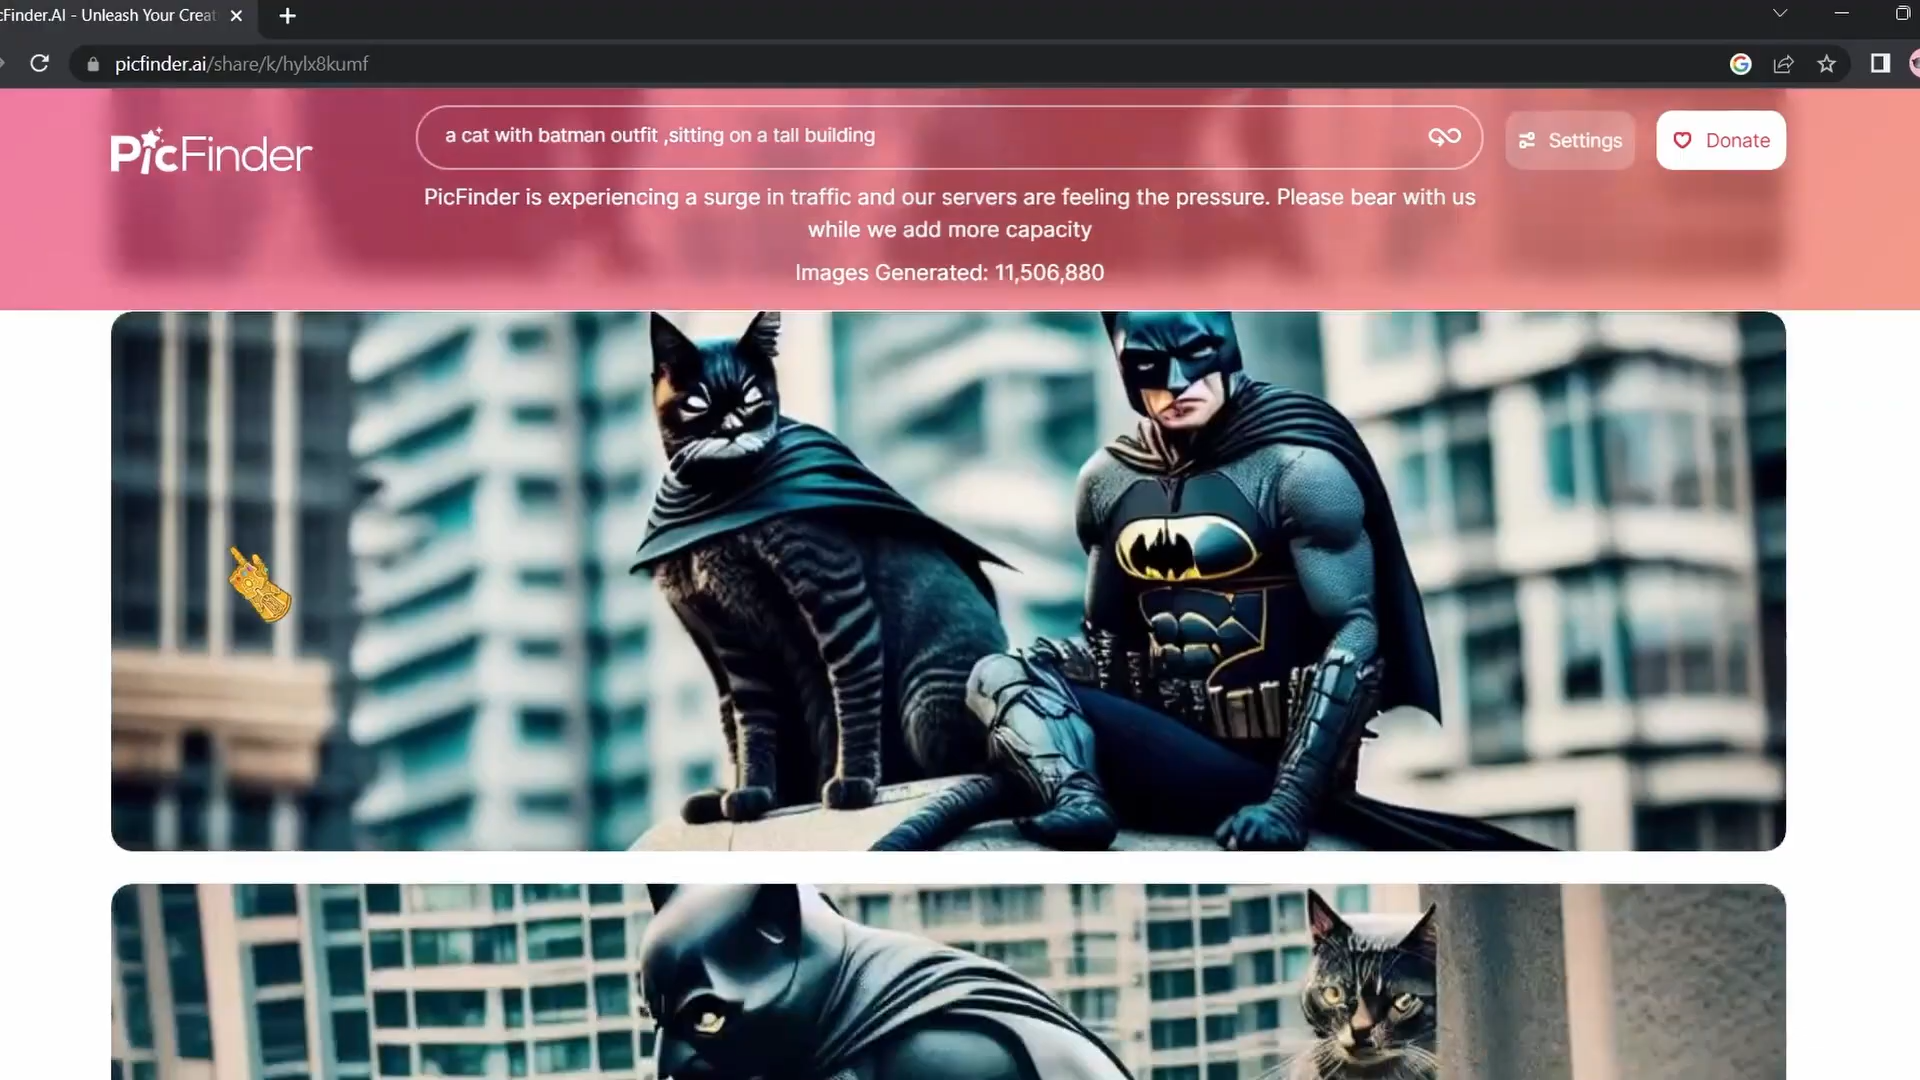 cFinder.AI - Unleash Your Creat
picfinder.ai/share/k/hylx8kumf
PicFinder
a cat with batman outfit ,sitting on a tall building
Settings
Donate
PicFinder is experiencing a surge in traffic and our servers are feeling the pressure. Please bear with us
while we add more capacity
Images Generated: 11,506,880